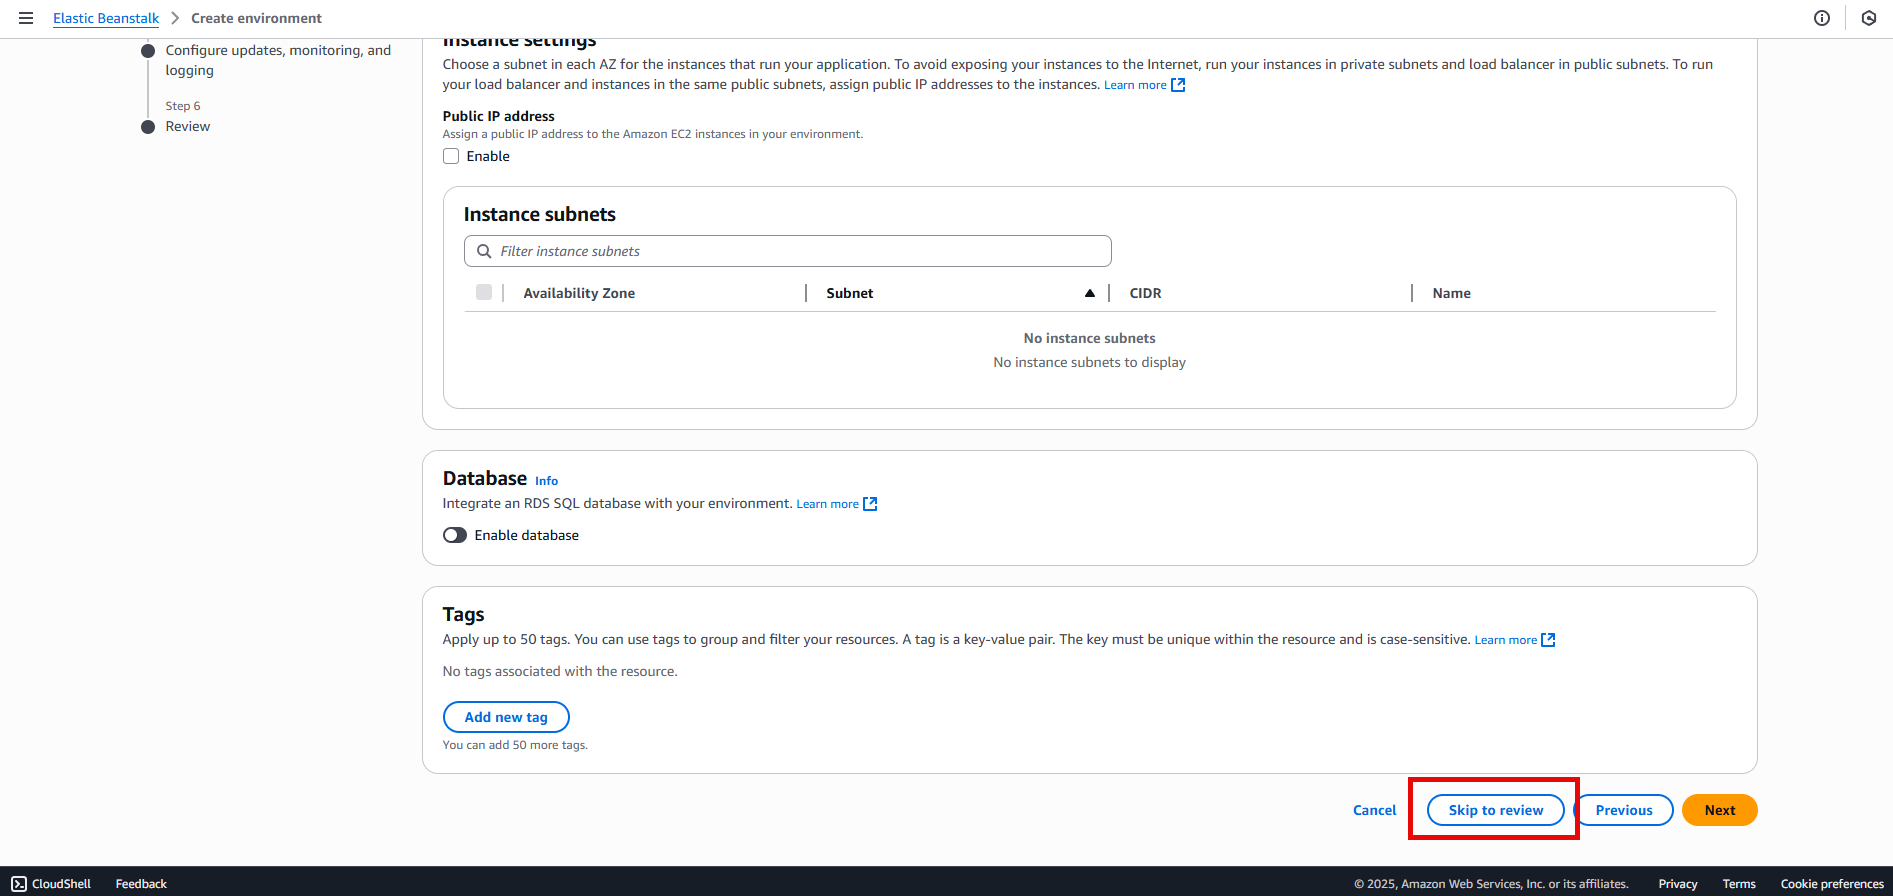 Elastic Beanstalk > Create environment
Configure updates, monitoring, and
logging
Step 6
Review
Instance settings
Choose a subnet in each AZ for the instances that run your application. To avoid exposing your instances to the Internet, run your instances in private subnets and load balancer in public subnets. To run
your load balancer and instances in the same public subnets, assign public IP addresses to the instances. Learn more
Public IP address
Assign a public IP address to the Amazon EC2 instances in your environment.
Enable
Instance subnets
Filter instance subnets
Availability Zone Subnet CIDR Name
No instance subnets
No instance subnets to display
Database Info
Integrate an RDS SQL database with your environment. Learn more
Enable database
Tags
Apply up to 50 tags. You can use tags to group and filter your resources. A tag is a key-value pair. The key must be unique within the resource and is case-sensitive. Learn more
No tags associated with the resource.
Add new tag
You can add 50 more tags.
Cancel Skip to review Previous Next
CloudShell Feedback © 2025, Amazon Web Services, Inc. or its affiliates. Privacy Terms Cookie preferences